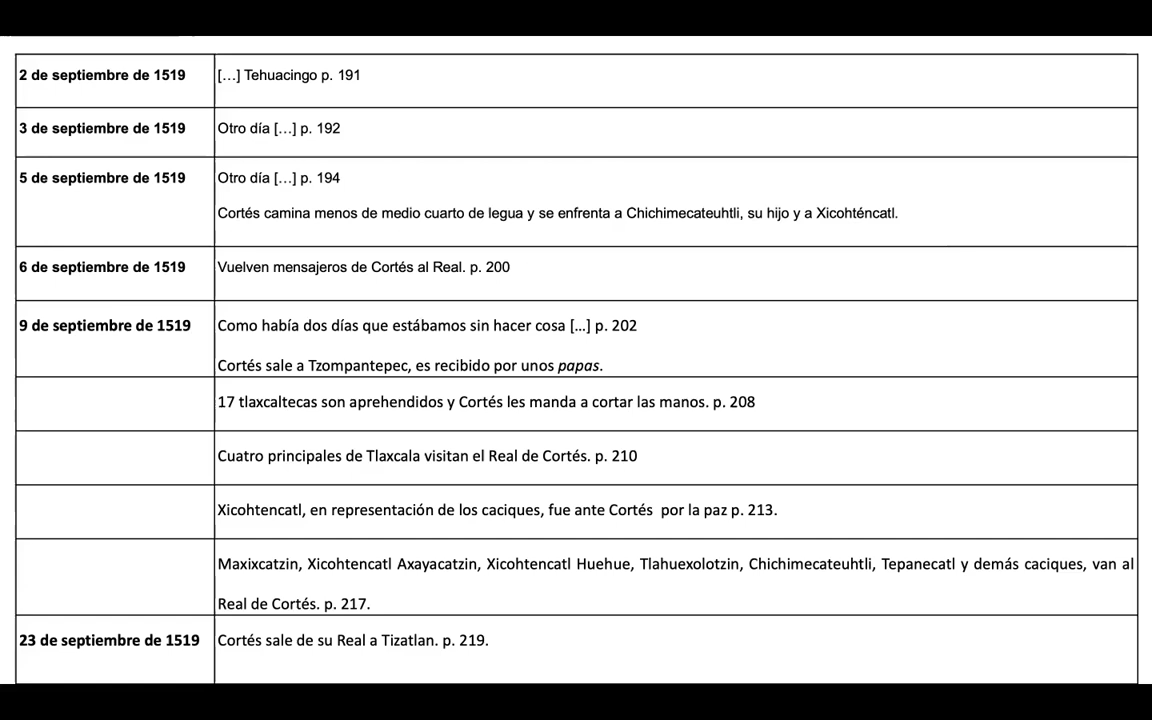 2 de septiembre de 1519
[…] Tehuacingo p. 191
3 de septiembre de 1519
Otro día […] p. 192
5 de septiembre de 1519
Otro día […] p. 194
Cortés camina menos de medio cuarto de legua y se enfrenta a Chichimecateuhtli, su hijo y a Xicohténcatl.
6 de septiembre de 1519
Vuelven mensajeros de Cortés al Real. p. 200
9 de septiembre de 1519
Como había dos días que estábamos sin hacer cosa […] p. 202
Cortés sale a Tzompantepec, es recibido por unos papas.
17 tlaxcaltecas son aprehendidos y Cortés les manda a cortar las manos. p. 208
Cuatro principales de Tlaxcala visitan el Real de Cortés. p. 210
Xicohtencatl, en representación de los caciques, fue ante Cortés por la paz p. 213.
Maxixcatzin, Xicohtencatl Axayacatzin, Xicohtencatl Huehue, Tlahuexolotzin, Chichimecateuhtli, Tepanecatl y demás caciques, van al
Real de Cortés. p. 217.
23 de septiembre de 1519
Cortés sale de su Real a Tizatlan. p. 219.